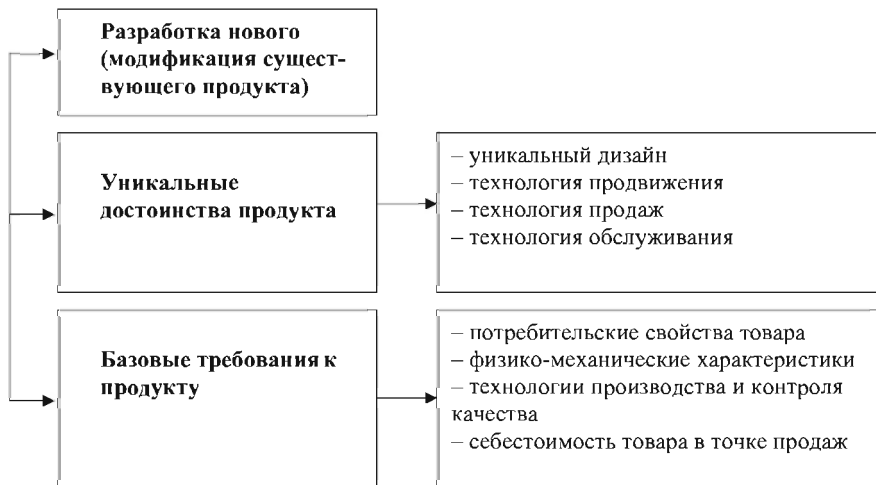 Разработка нового
(модификация сущест-
вующего продукта)
Уникальные
достоинства продукта
– уникальный дизайн
– технология продвижения
– технология продаж
– технология обслуживания
Базовые требования к
продукту
– потребительские свойства товара
– физико-механические характеристики
– технологии производства и контроля
качества
– себестоимость товара в точке продаж